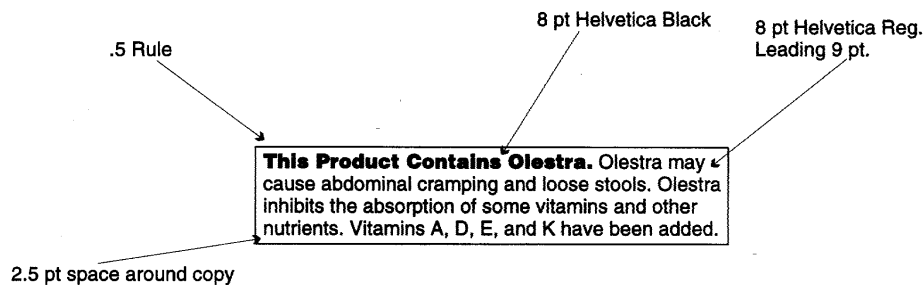 8 pt Helvetica Black
8 pt Helvetica Reg.
Leading 9 pt.
.5 Rule
This Product Contains Olestra. Olestra may
cause abdominal cramping and loose stools. Olestra
inhibits the absorption of some vitamins and other
nutrients. Vitamins A, D, E, and K have been added.
2.5 pt space around copy